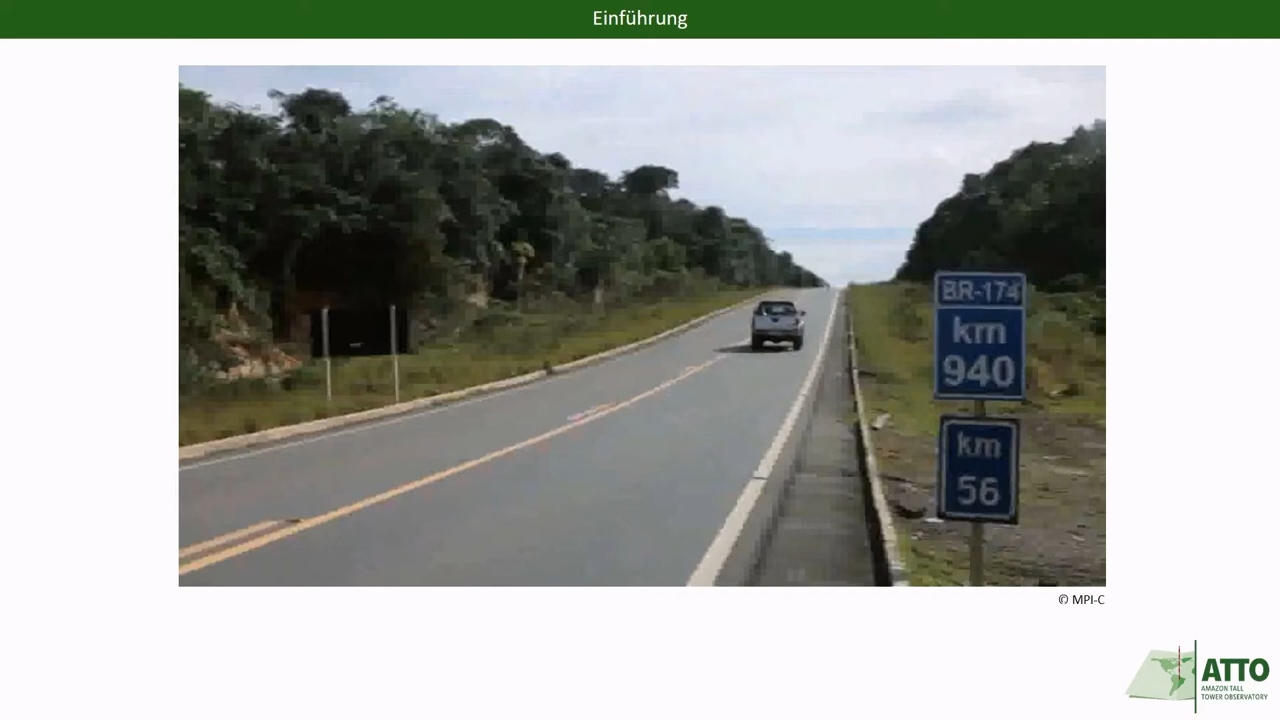 Einführung
BR-174
km
940
km
56
© MPI-C
ATTO
AMAZON TALL
TOWER OBSERVATORY